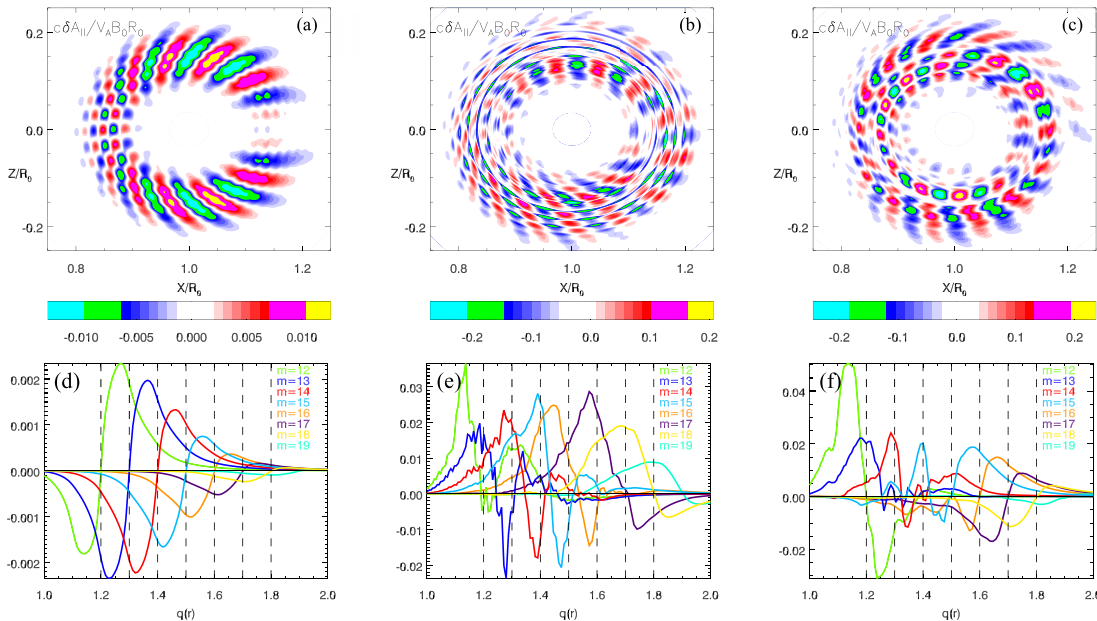 (a) (b) (c)
cδA||/VAB0R0 cδA||/VAB0R0 cδA||/VAB0R0
0.2 0.2 0.2
0.0 0.0 0.0
Z/R0 Z/R0 Z/R0
-0.2 -0.2 -0.2
0.8 1.0 1.2 0.8 1.0 1.2 0.8 1.0 1.2
X/R0 X/R0 X/R0
-0.010 -0.005 0.000 0.005 0.010 -0.2 -0.1 0.0 0.1 0.2 -0.2 -0.1 0.0 0.1 0.2
(d)
0.002
0.001
0.000
-0.001
-0.002
m=12
m=13
m=14
m=15
m=16
m=17
m=18
m=19
1.0 1.2 1.4 1.6 1.8 2.0
q(r)
(e)
0.03
0.02
0.01
0.00
-0.01
-0.02
m=12
m=13
m=14
m=15
m=16
m=17
m=18
m=19
1.0 1.2 1.4 1.6 1.8 2.0
q(r)
(f)
0.04
0.02
0.00
-0.02
m=12
m=13
m=14
m=15
m=16
m=17
m=18
m=19
1.0 1.2 1.4 1.6 1.8 2.0
q(r)